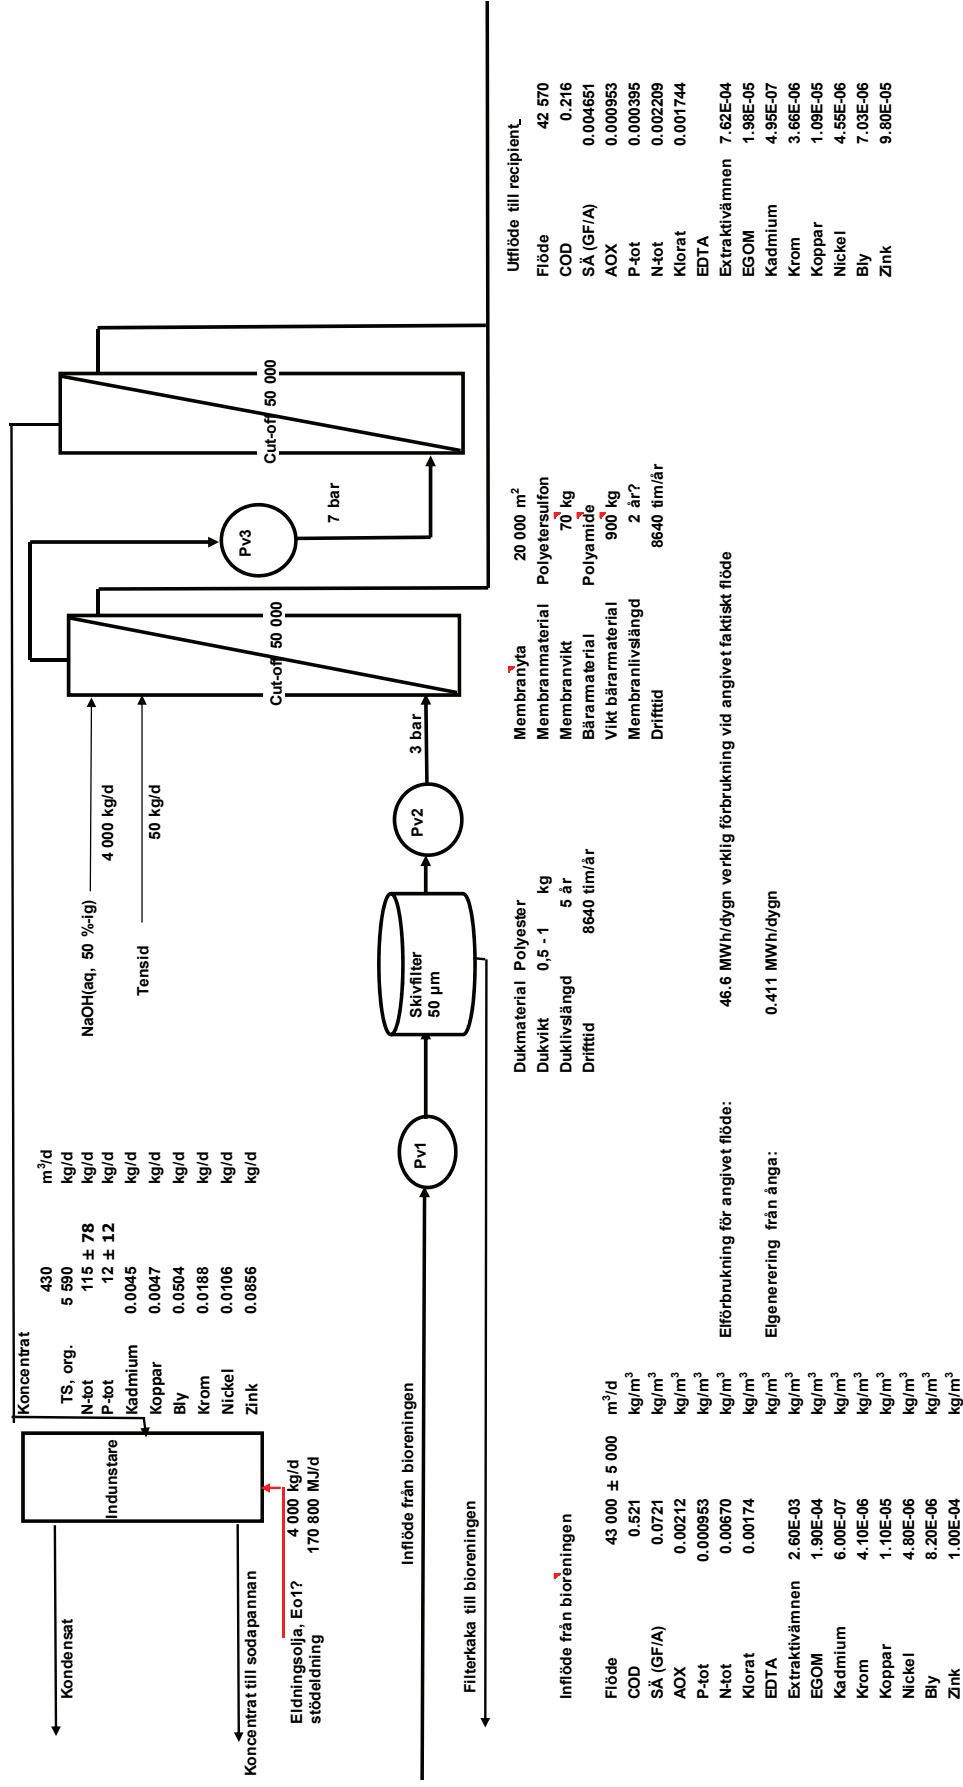 Kondensat
Koncentrat till sodapannan
Indunstare
Eldningsolja, Eo1?
stödeldning
4 000 kg/d
170 800 MJ/d
Koncentrat
430 m³/d
TS, org. 5 590 kg/d
N-tot 115 ± 78 kg/d
P-tot 12 ± 12 kg/d
Kadmium 0.0045 kg/d
Koppar 0.0047 kg/d
Bly 0.0504 kg/d
Krom 0.0188 kg/d
Nickel 0.0106 kg/d
Zink 0.0856 kg/d
NaOH(aq, 50 %-ig)
4 000 kg/d
Tensid
50 kg/d
Inflöde från bioreningen
Pv1
Skivfilter
50 µm
Pv2
3 bar
Cut-off 50 000
Pv3
7 bar
Cut-off 50 000
Filterkaka till bioreningen
Dukmaterial Polyester
Dukvikt 0,5 - 1 kg
Duklivslängd 5 år
Drifttid 8640 tim/år
Membranyta 20 000 m²
Membranmaterial Polyetersulfon
Membranvikt 70 kg
Bärarmaterial Polyamide
Vikt bärarmaterial 900 kg
Membranlivslängd 2 år?
Drifttid 8640 tim/år
Utflöde till recipient
Flöde 42 570
COD 0.216
SÄ (GF/A) 0.004651
AOX 0.000953
P-tot 0.000395
N-tot 0.002209
Klorat 0.001744
EDTA
Extraktivämnen 7.62E-04
EGOM 1.98E-05
Kadmium 4.95E-07
Krom 3.66E-06
Koppar 1.09E-05
Nickel 4.55E-06
Bly 7.03E-06
Zink 9.80E-05
Inflöde från bioreningen
Flöde 43 000 ± 5 000 m³/d
COD 0.521 kg/m³
SÄ (GF/A) 0.0721 kg/m³
AOX 0.00212 kg/m³
P-tot 0.000953 kg/m³
N-tot 0.00670 kg/m³
Klorat 0.00174 kg/m³
EDTA kg/m³
Extraktivämnen 2.60E-03 kg/m³
EGOM 1.90E-04 kg/m³
Kadmium 6.00E-07 kg/m³
Krom 4.10E-06 kg/m³
Koppar 1.10E-05 kg/m³
Nickel 4.80E-06 kg/m³
Bly 8.20E-06 kg/m³
Zink 1.00E-04 kg/m³
Elförbrukning för angivet flöde: 46.6 MWh/dygn verklig förbrukning vid angivet faktiskt flöde
Elgenerering från ånga: 0.411 MWh/dygn